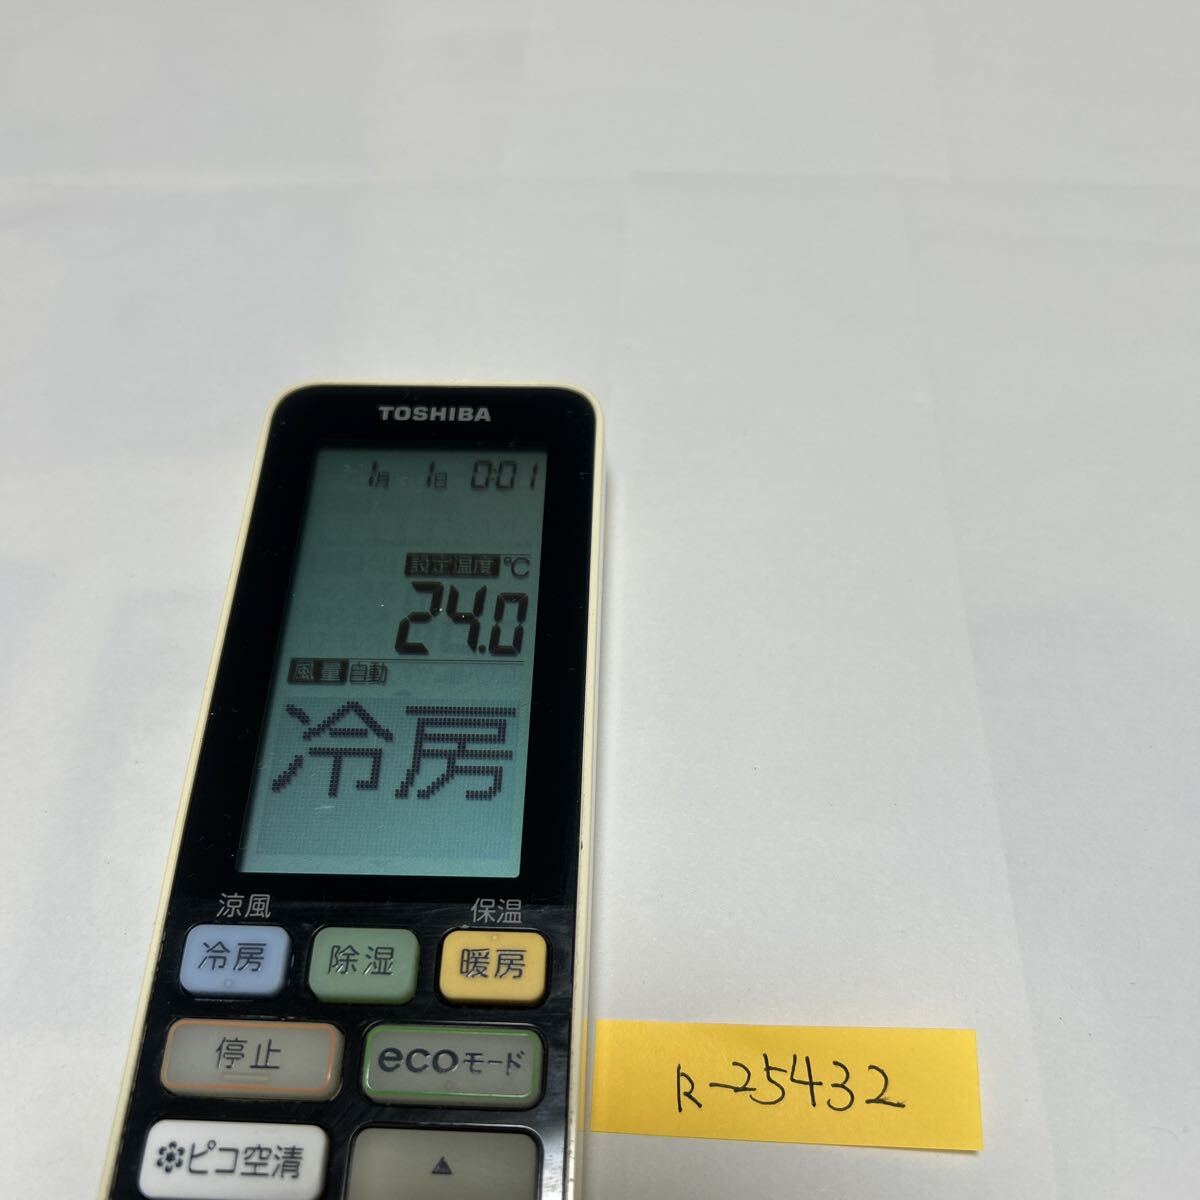 TOSHIBA
1月 1日 0:01
設定温度 ℃
24.0
風量 自動
冷房
涼風 保温
冷房 除湿 暖房
停止 ecoモード
ピコ空清
R-25432